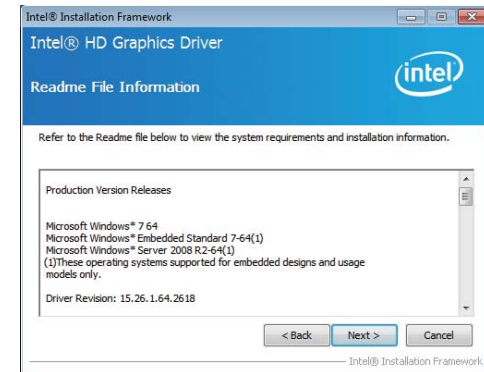 Intel® Installation Framework
Intel® HD Graphics Driver
Readme File Information
(intel)
Refer to the Readme file below to view the system requirements and installation information.
Production Version Releases
Microsoft Windows* 7 64
Microsoft Windows* Embedded Standard 7-64(1)
Microsoft Windows* Server 2008 R2-64(1)
(1)These operating systems supported for embedded designs and usage
models only.
Driver Revision: 15.26.1.64.2618
< Back Next > Cancel
Intel® Installation Framework